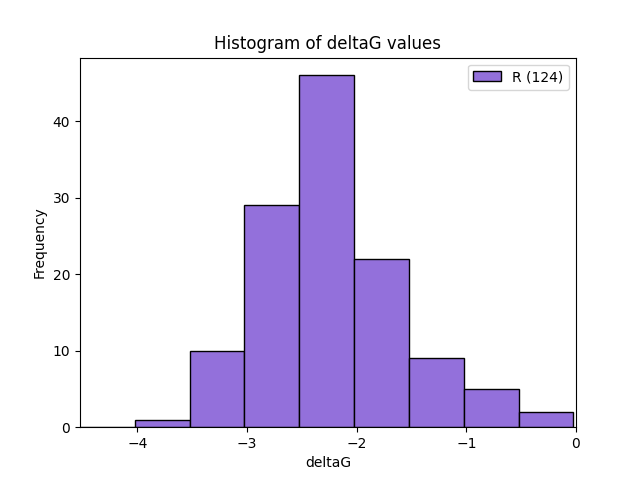 Histogram of deltaG values
R (124)
Frequency
40
30
20
10
0
−4
−3
−2
−1
0
deltaG